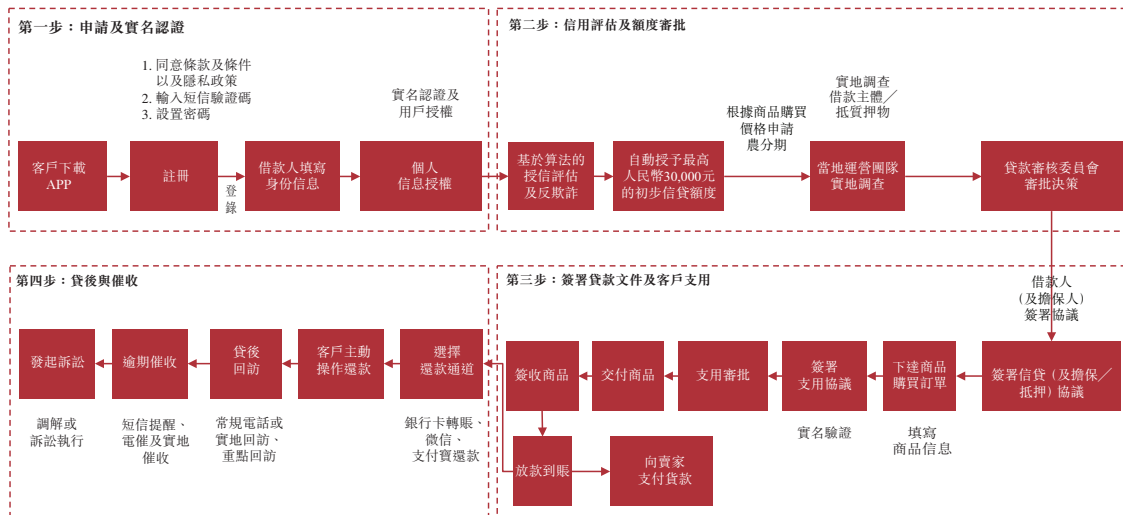 第一步：申請及實名認證
1. 同意條款及條件
以及隱私政策
2. 輸入短信驗證碼
3. 設置密碼
實名認證及
用戶授權
客戶下載
APP
註冊
登
錄
借款人填寫
身份信息
個人
信息授權
第二步：信用評估及額度審批
根據商品購買
價格申請
農分期
實地調查
借款主體／
抵質押物
基於算法的
授信評估
及反欺詐
自動授予最高
人民幣30,000元
的初步信貸額度
當地運營團隊
實地調查
貸款審核委員會
審批決策
第三步：簽署貸款文件及客戶支用
借款人
(及擔保人)
簽署協議
簽署信貸（及擔保／
抵押）協議
下達商品
購買訂單
填寫
商品信息
簽署
支用協議
實名驗證
支用審批
交付商品
簽收商品
放款到賬
向賣家
支付貨款
第四步：貸後與催收
選擇
還款通道
銀行卡轉賬、
微信、
支付寶還款
客戶主動
操作還款
貸後
回訪
常規電話或
實地回訪、
重點回訪
逾期催收
短信提醒、
電催及實地
催收
發起訴訟
調解或
訴訟執行